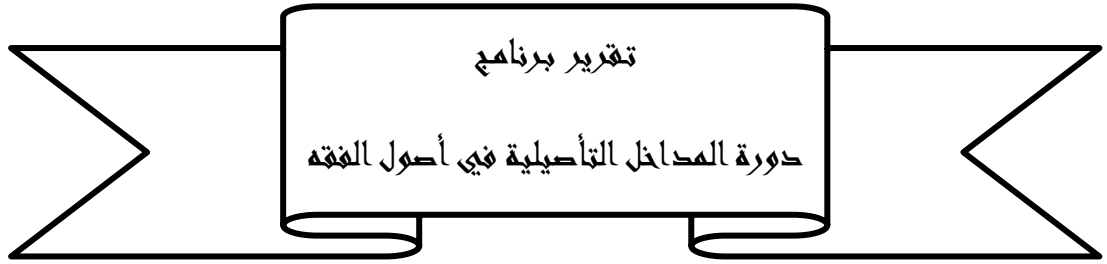 تقرير برنامج
دورة المداخل التأصيلية في أصول الفقه